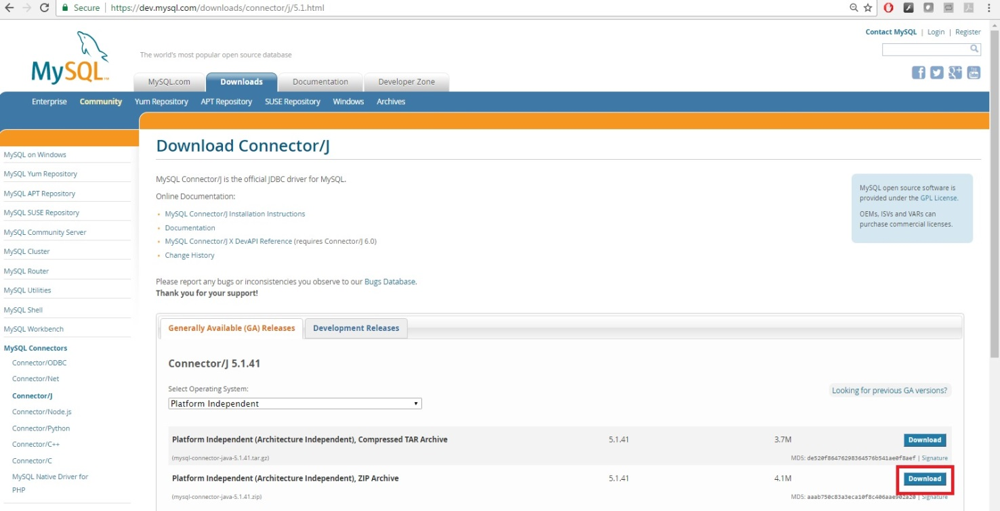 Secure | https://dev.mysql.com/downloads/connector/j/5.1.html
Contact MySQL | Login | Register
MySQL™
The world's most popular open source database
MySQL.com Downloads Documentation Developer Zone
Enterprise Community Yum Repository APT Repository SUSE Repository Windows Archives
MySQL on Windows
MySQL Yum Repository
MySQL APT Repository
MySQL SUSE Repository
MySQL Community Server
MySQL Cluster
MySQL Router
MySQL Utilities
MySQL Shell
MySQL Workbench
MySQL Connectors
Connector/ODBC
Connector/Net
Connector/J
Connector/Node.js
Connector/Python
Connector/C++
Connector/C
MySQL Native Driver for
PHP
Download Connector/J
MySQL Connector/J is the official JDBC driver for MySQL.
Online Documentation:
MySQL Connector/J Installation Instructions
Documentation
MySQL Connector/J X DevAPI Reference (requires Connector/J 6.0)
Change History
Please report any bugs or inconsistencies you observe to our Bugs Database.
Thank you for your support!
MySQL open source software is
provided under the GPL License.
OEMs, ISVs and VARs can
purchase commercial licenses.
Generally Available (GA) Releases Development Releases
Connector/J 5.1.41
Select Operating System:
Looking for previous GA versions?
Platform Independent
Platform Independent (Architecture Independent), Compressed TAR Archive 5.1.41 3.7M Download
(mysql-connector-java-5.1.41.tar.gz) MD5: de520f86476298364576b541ae0f8aef | Signature
Platform Independent (Architecture Independent), ZIP Archive 5.1.41 4.1M Download
(mysql-connector-java-5.1.41.zip) MD5: aaab750c83a3eca10f8c406aae902a20 | Signature